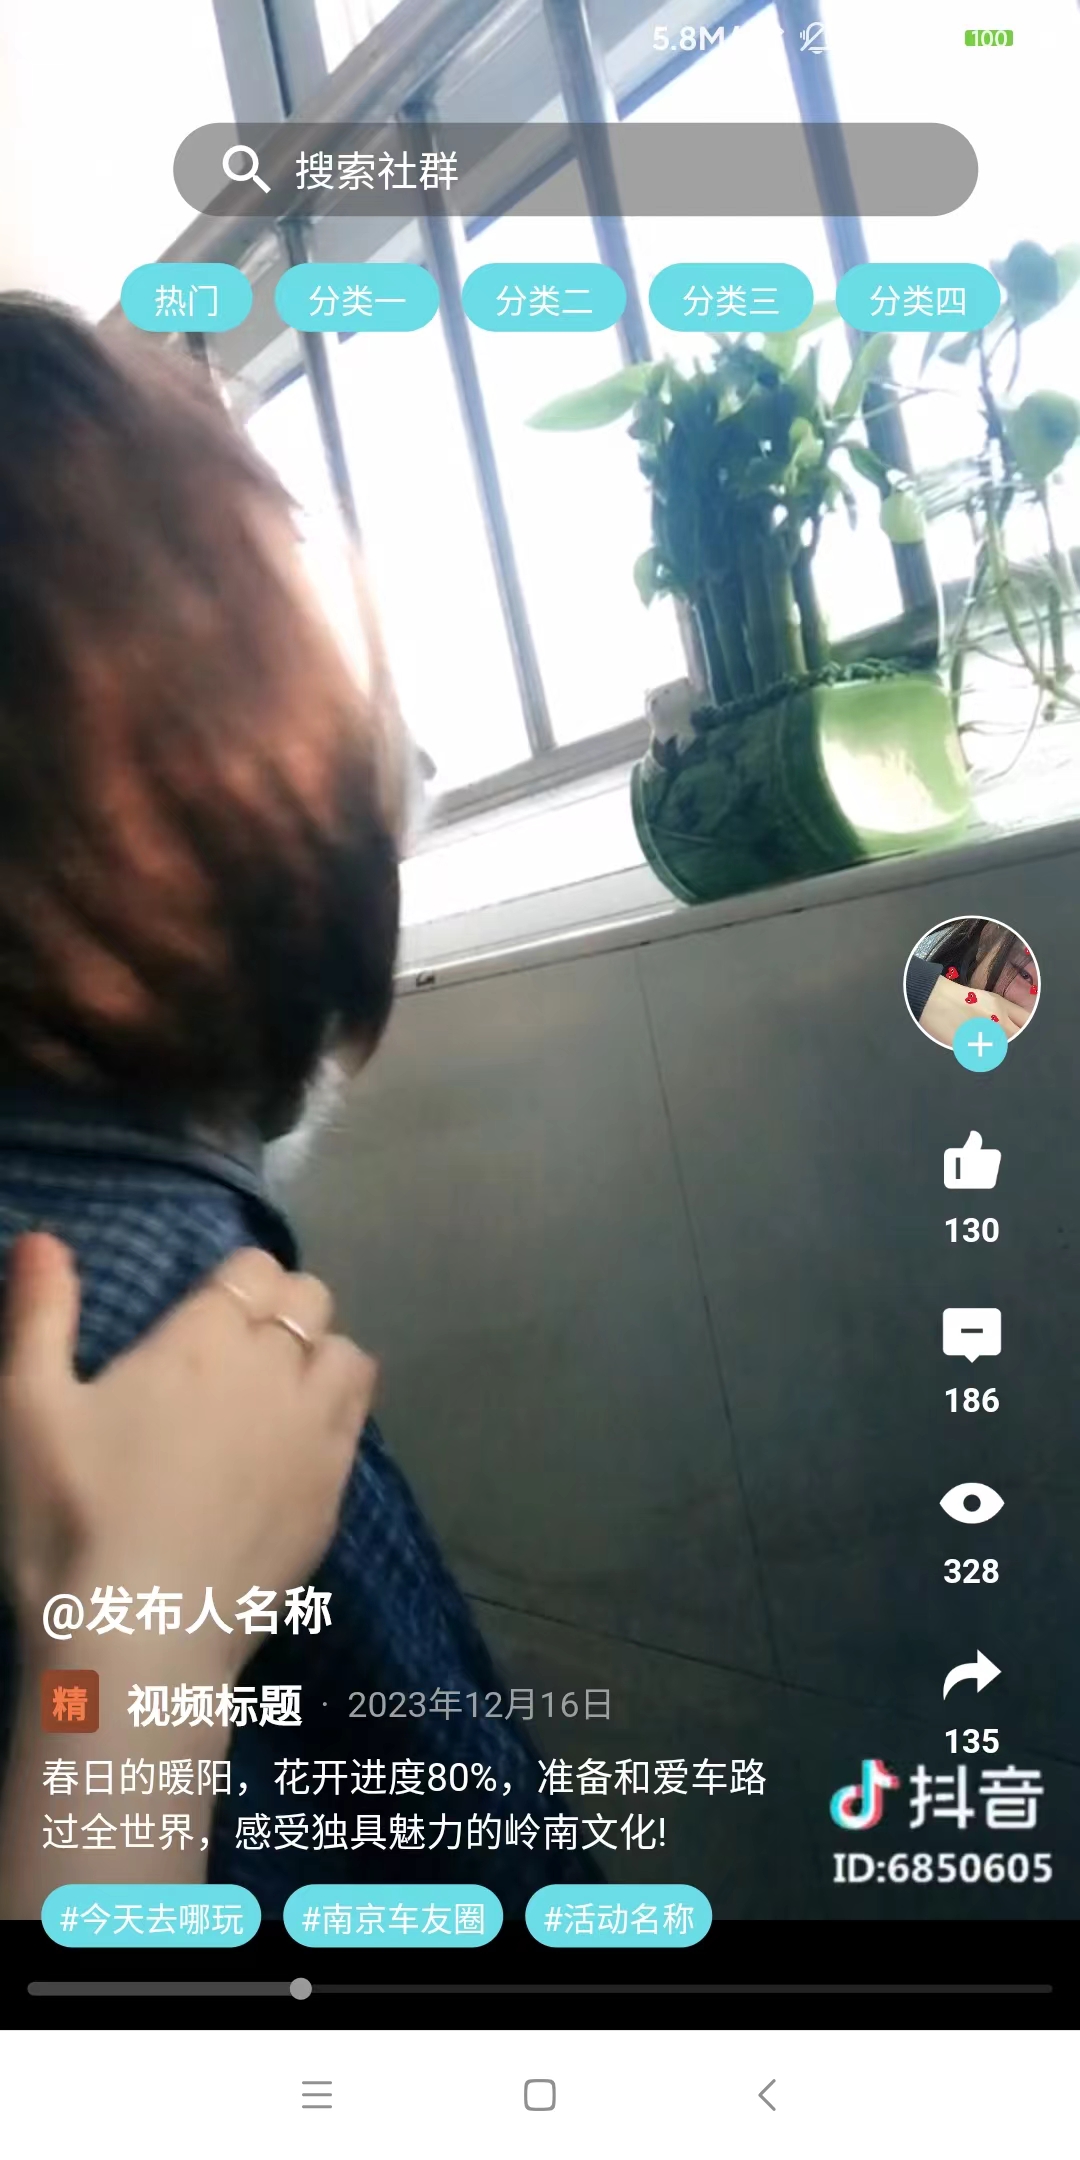 100
搜索社群
热门 分类一 分类二 分类三 分类四
130
186
328
135
@发布人名称
精 视频标题 · 2023年12月16日
春日的暖阳，花开进度80%，准备和爱车路
过全世界，感受独具魅力的岭南文化!
抖音
ID:6850605
#今天去哪玩 #南京车友圈 #活动名称